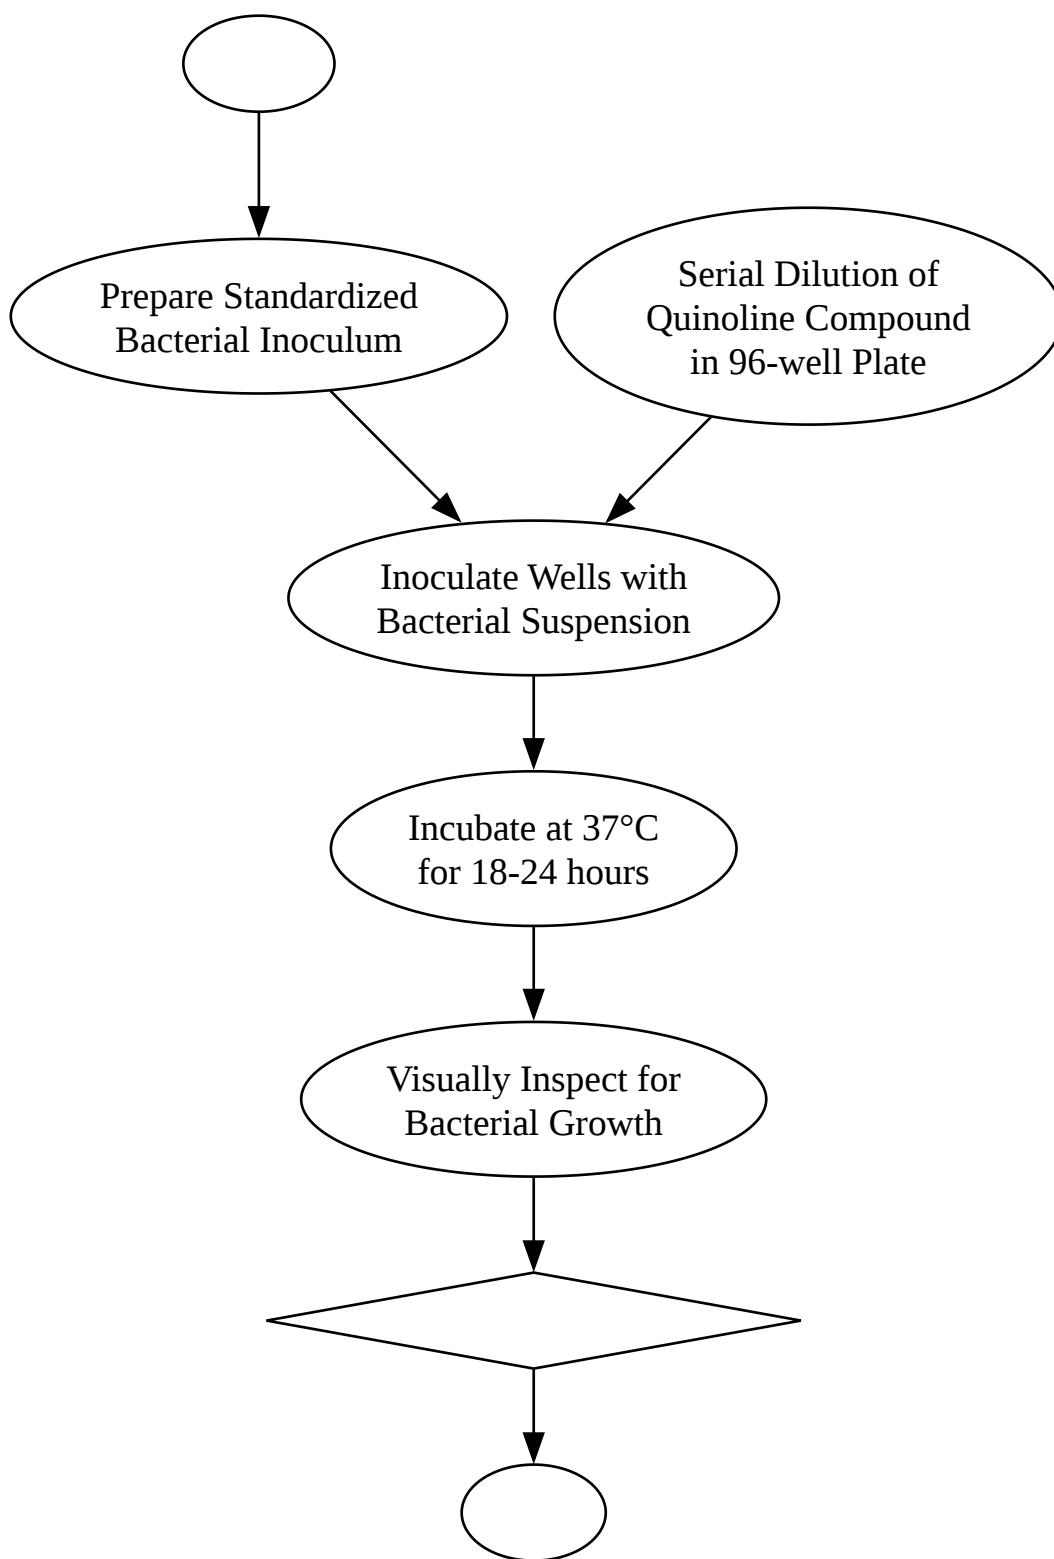 Prepare Standardized
Bacterial Inoculum
Serial Dilution of
Quinoline Compound
in 96-well Plate
Inoculate Wells with
Bacterial Suspension
Incubate at 37°C
for 18-24 hours
Visually Inspect for
Bacterial Growth